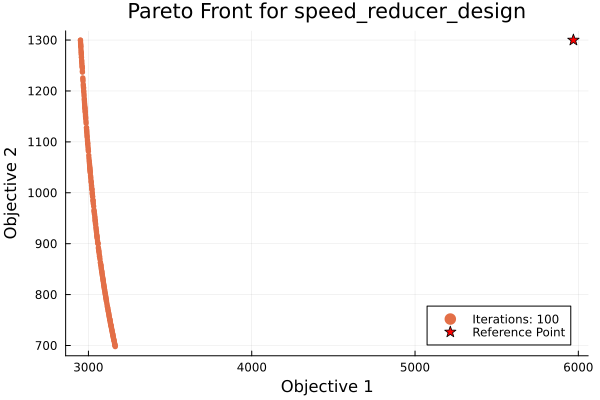 Pareto Front for speed_reducer_design
Objective 2
1300
1200
1100
1000
900
800
700
3000
4000
5000
6000
Objective 1
Iterations: 100
Reference Point